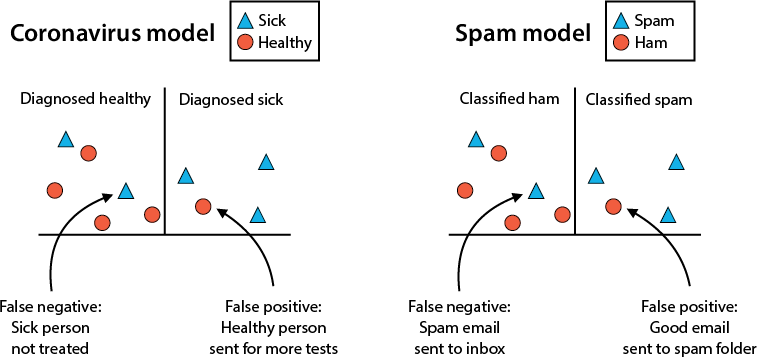 Coronavirus model
Sick
Healthy
Diagnosed healthy
Diagnosed sick
False negative:
Sick person
not treated
False positive:
Healthy person
sent for more tests
Spam model
Spam
Ham
Classified ham
Classified spam
False negative:
Spam email
sent to inbox
False positive:
Good email
sent to spam folder